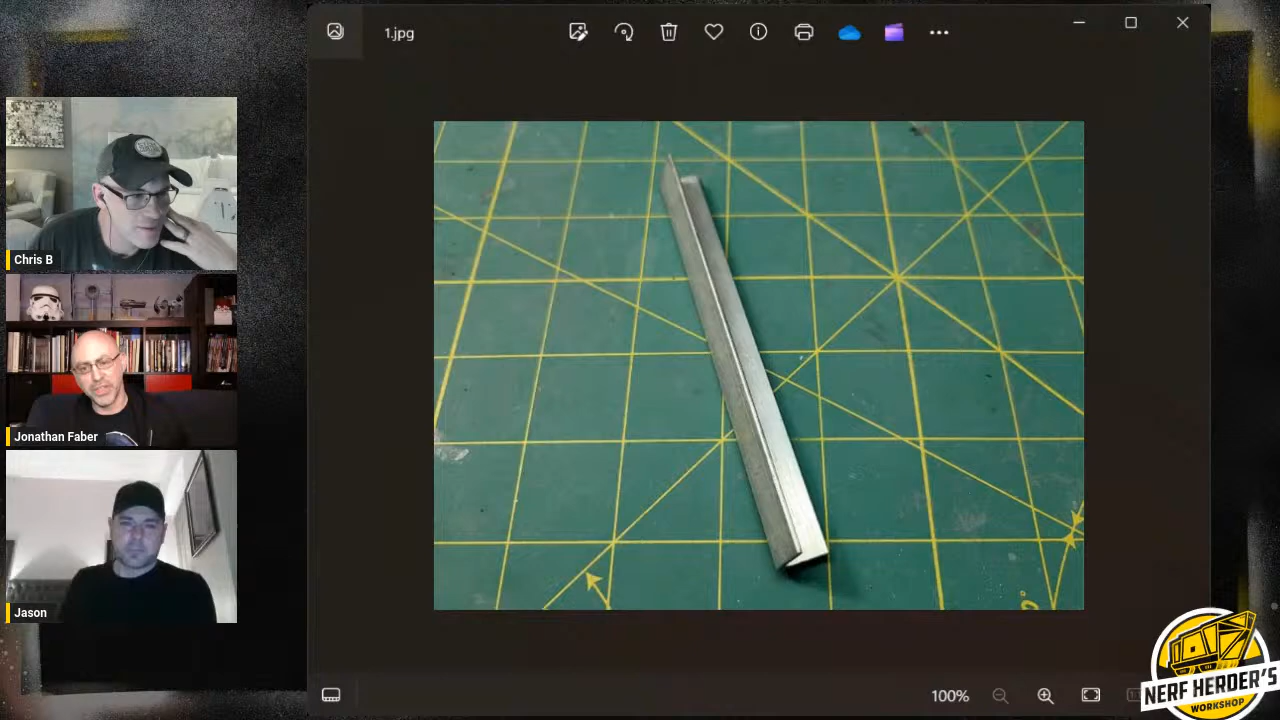 1.jpg
Chris B
Jonathan Faber
Jason
100%
NERF HERDER'S
WORKSHOP